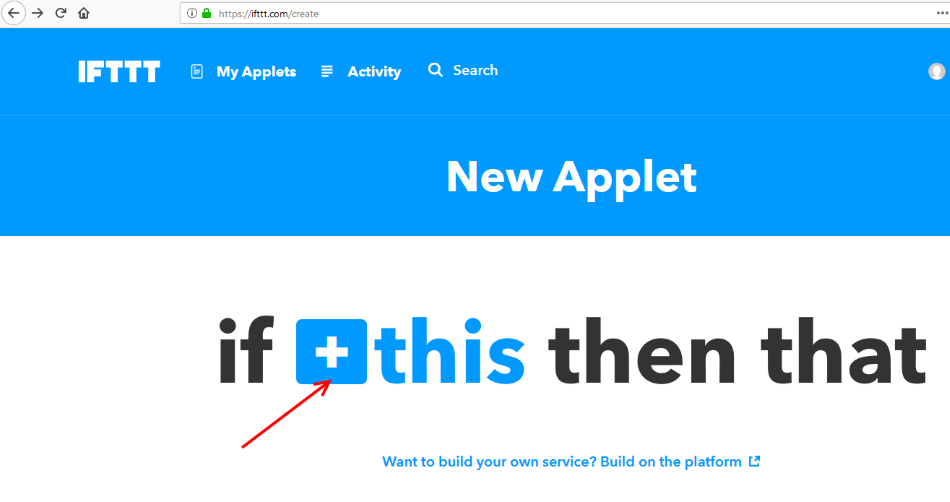 https://ifttt.com/create
IFTTT My Applets Activity Search
New Applet
if +this then that
Want to build your own service? Build on the platform